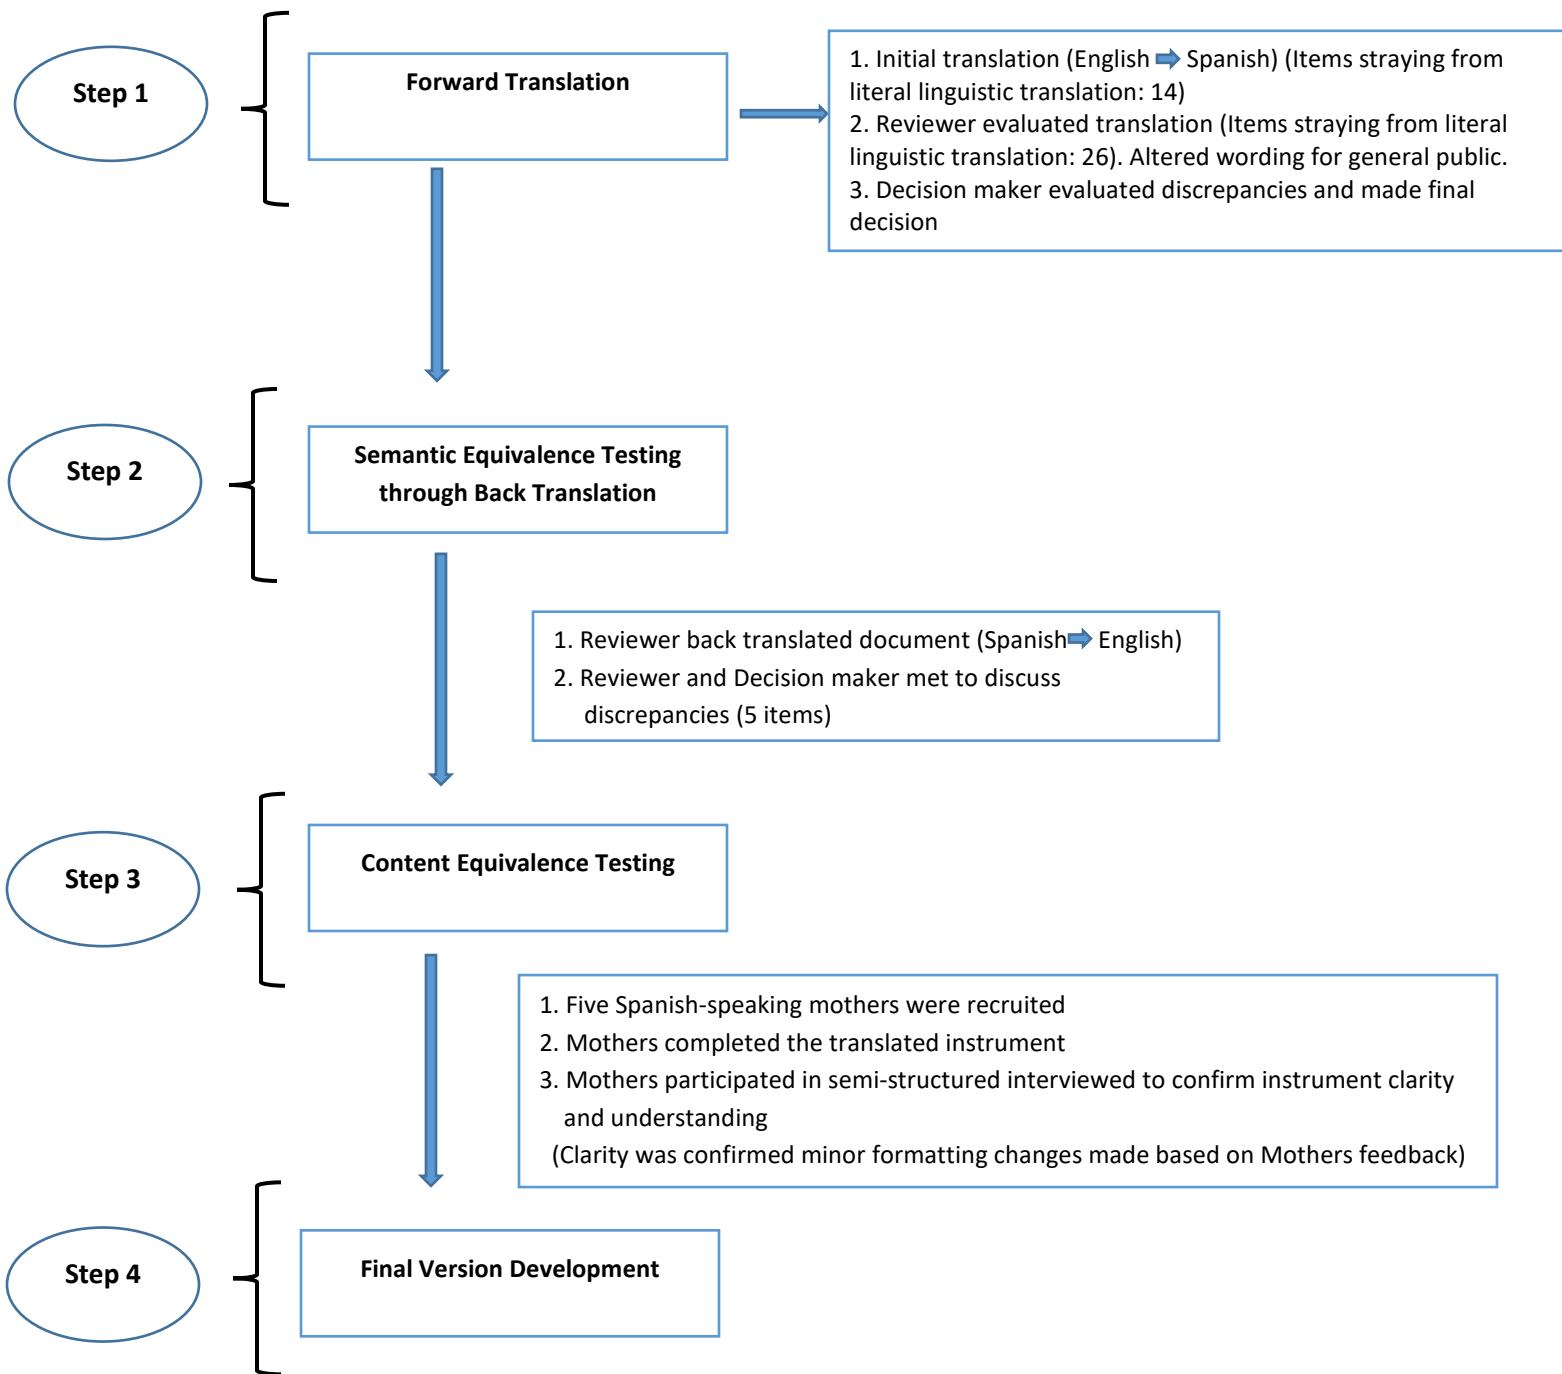 Step 1
Forward Translation
1. Initial translation (English Spanish) (Items straying from
literal linguistic translation: 14)
2. Reviewer evaluated translation (Items straying from literal
linguistic translation: 26). Altered wording for general public.
3. Decision maker evaluated discrepancies and made final
decision
Step 2
Semantic Equivalence Testing
through Back Translation
1. Reviewer back translated document (Spanish English)
2. Reviewer and Decision maker met to discuss
discrepancies (5 items)
Step 3
Content Equivalence Testing
1. Five Spanish-speaking mothers were recruited
2. Mothers completed the translated instrument
3. Mothers participated in semi-structured interviewed to confirm instrument clarity
and understanding
(Clarity was confirmed minor formatting changes made based on Mothers feedback)
Step 4
Final Version Development